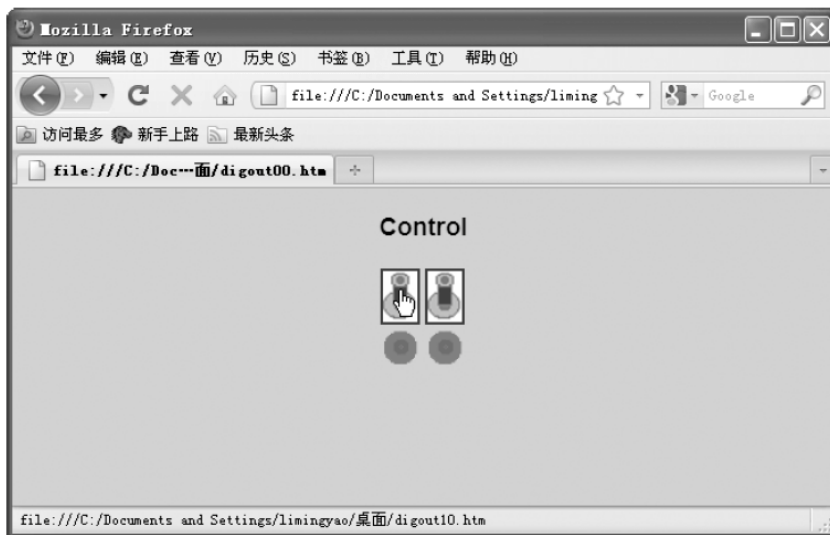 Mozilla Firefox
文件(F) 编辑(E) 查看(V) 历史(S) 书签(B) 工具(T) 帮助(H)
file:///C:/Documents and Settings/liming Google
访问最多 新手上路 最新头条
file:///C:/Doc…面/digout00.htm
Control
file:///C:/Documents and Settings/limingyao/桌面/digout10.htm